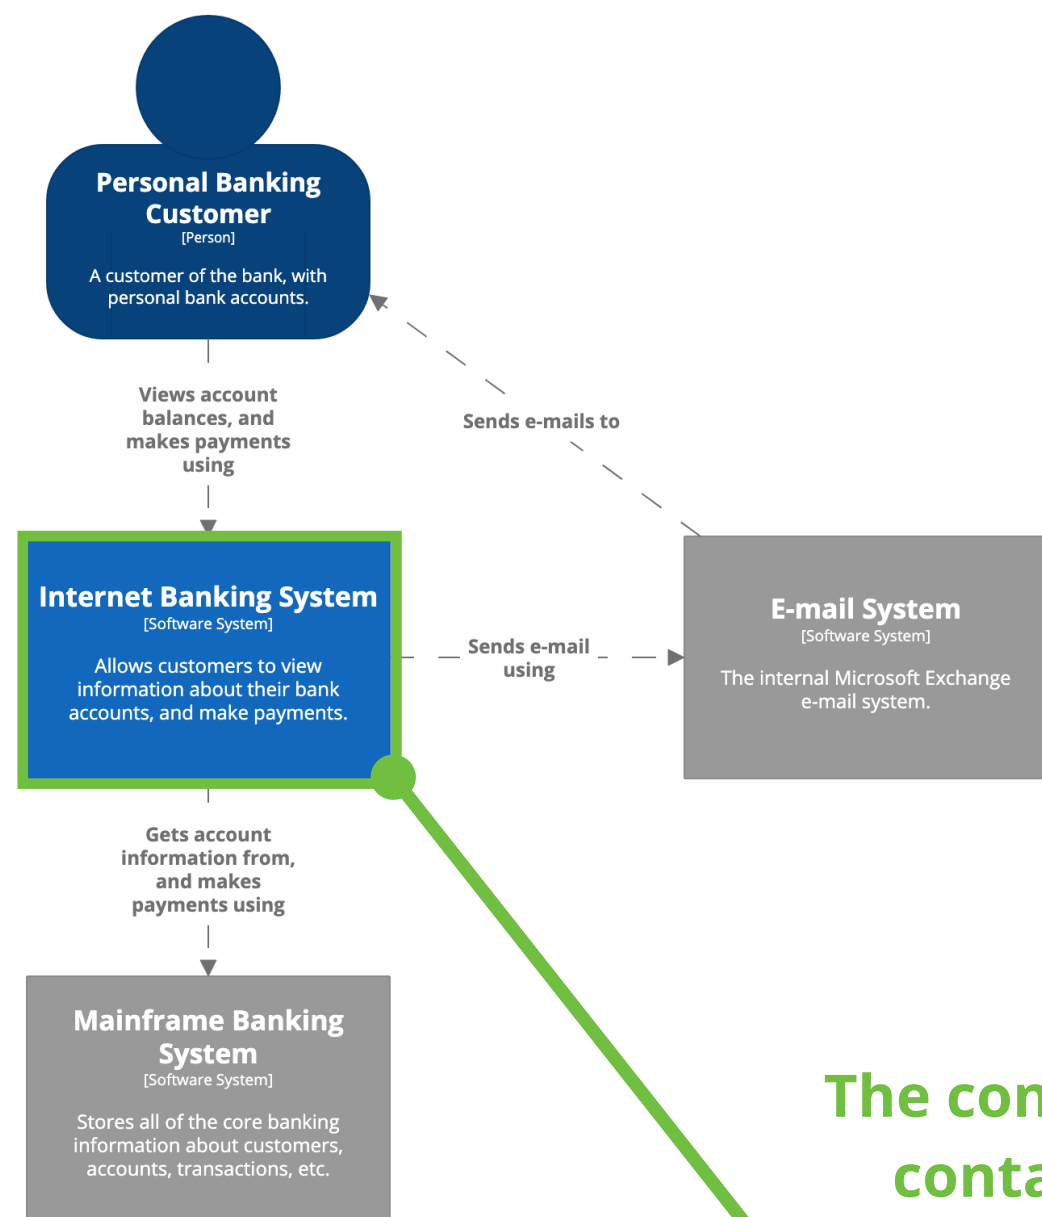 Personal Banking
Customer
[Person]
A customer of the bank, with
personal bank accounts.
Views account
balances, and
makes payments
using
Sends e-mails to
Internet Banking System
[Software System]
Allows customers to view
information about their bank
accounts, and make payments.
Sends e-mail
using
E-mail System
[Software System]
The internal Microsoft Exchange
e-mail system.
Gets account
information from,
and makes
payments using
Mainframe Banking
System
[Software System]
Stores all of the core banking
information about customers,
accounts, transactions, etc.
The